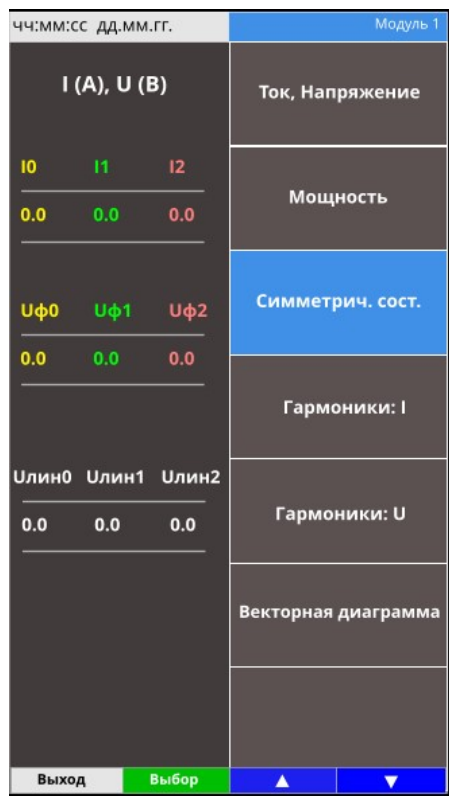 чч:мм:сс дд.мм.гг.
Модуль 1
I (A), U (B)
I0 I1 I2
0.0 0.0 0.0
Uф0 Uф1 Uф2
0.0 0.0 0.0
Uлин0 Uлин1 Uлин2
0.0 0.0 0.0
Ток, Напряжение
Мощность
Симметрич. сост.
Гармоники: I
Гармоники: U
Векторная диаграмма
Выход
Выбор
▲
▼